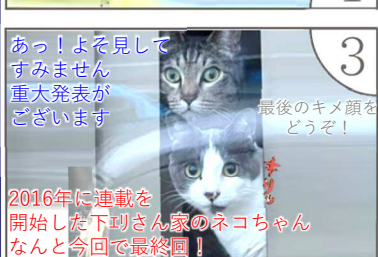 3
あっ！よそ見して
すみません
重大発表が
ございます
最後のキメ顔を
どうぞ！
キリッ
2016年に連載を
開始した下エリさん家のネコちゃん
なんと今回で最終回！